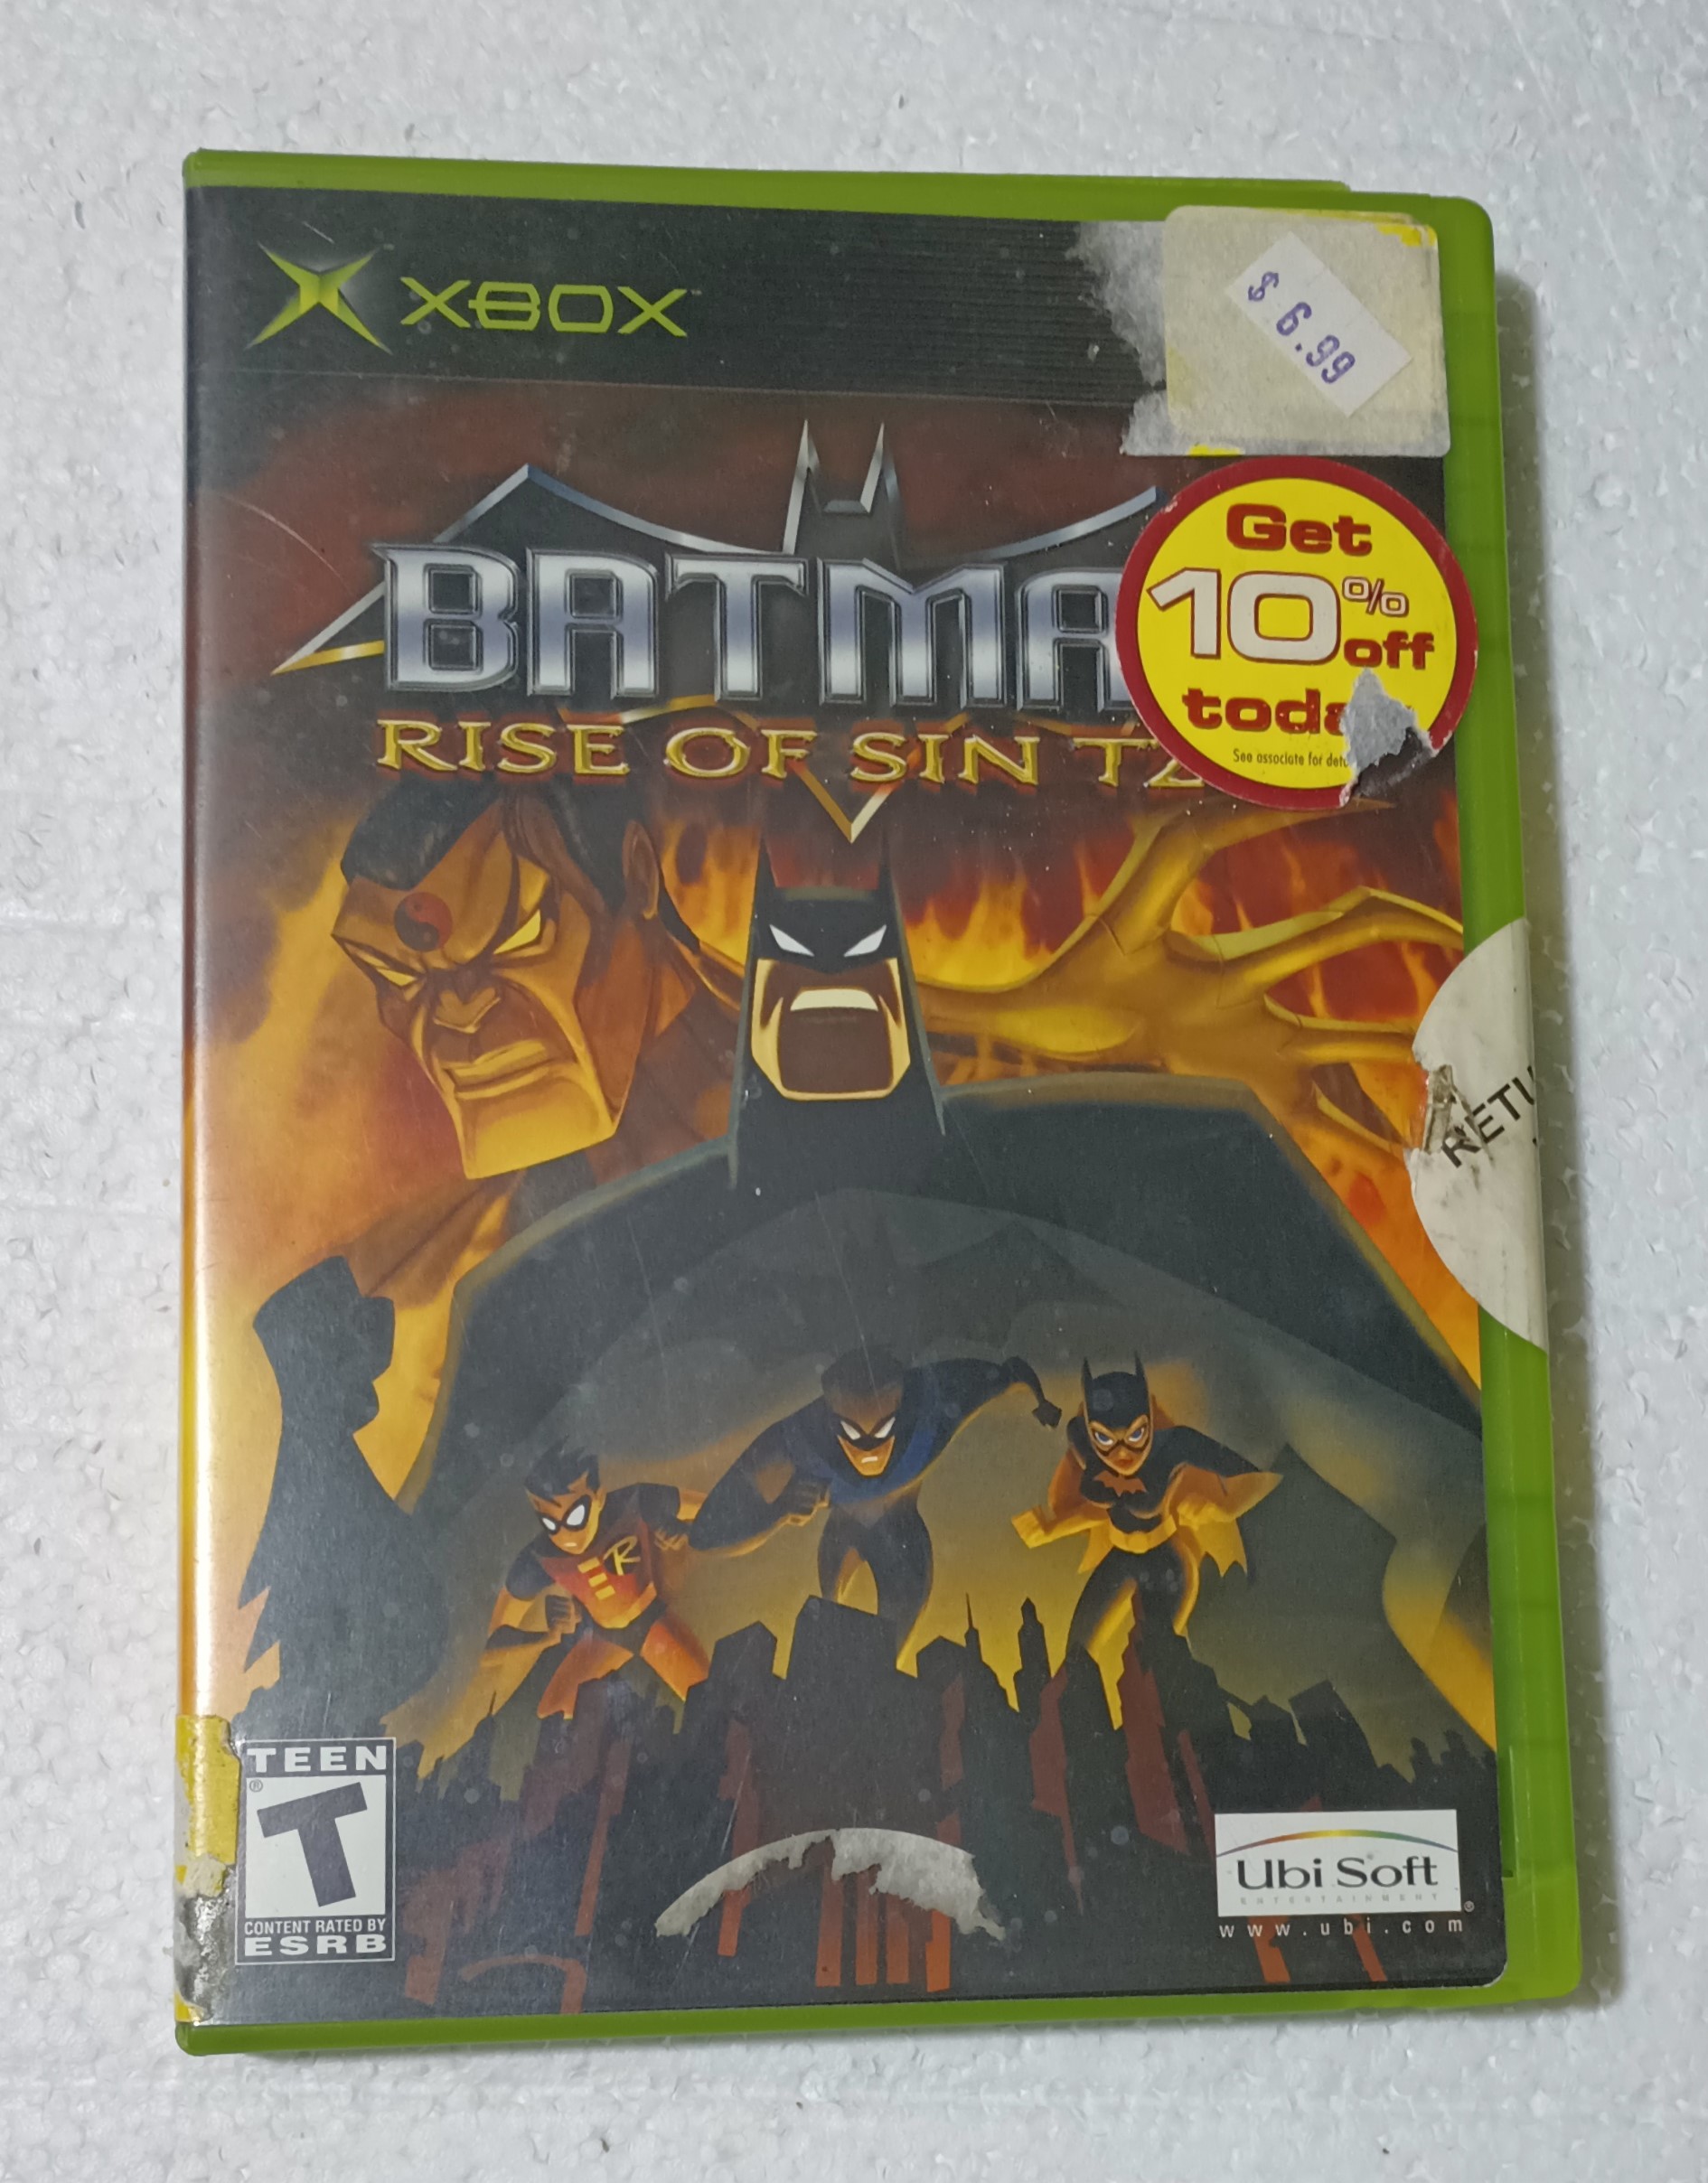 XBOX
$ 6.99
BATMA
RISE OF SIN TZ
Get
10%
off
toda
See associate for deta
RETU
R
TEEN
T
CONTENT RATED BY
ESRB
Ubi Soft
ENTERTAINMENT
www.ubi.com